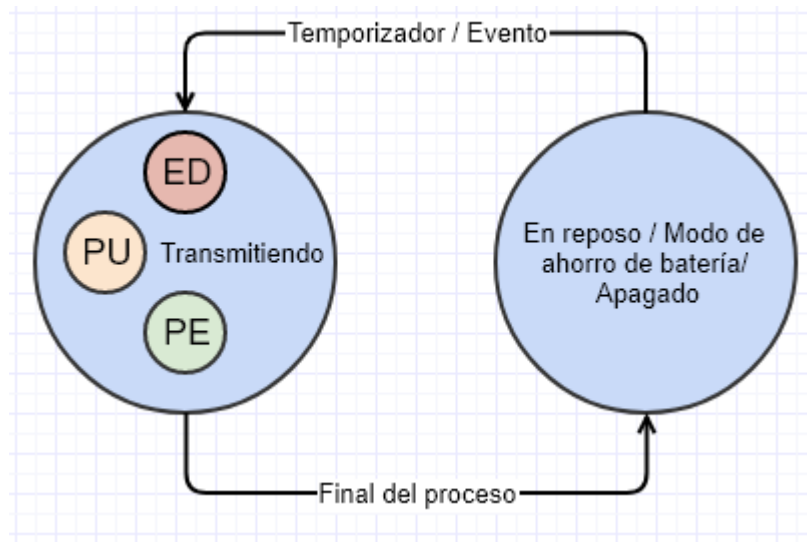 Temporizador / Evento
ED
PU
Transmitiendo
PE
En reposo / Modo de
ahorro de batería/
Apagado
Final del proceso